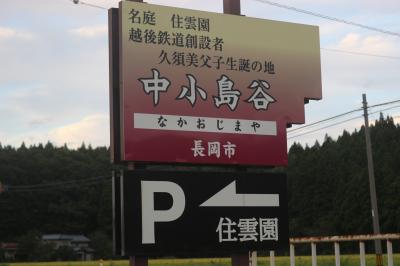 名庭 住雲園
越後鉄道創設者
久須美父子生誕の地
中小島谷
なかおじまや
長岡市
P
住雲園